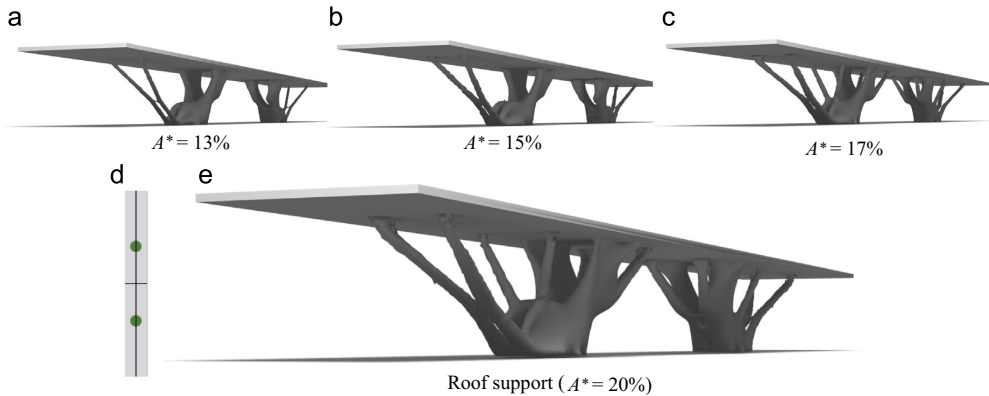 a
b
c
A* = 13%
A* = 15%
A* = 17%
d
e
Roof support ( A* = 20%)